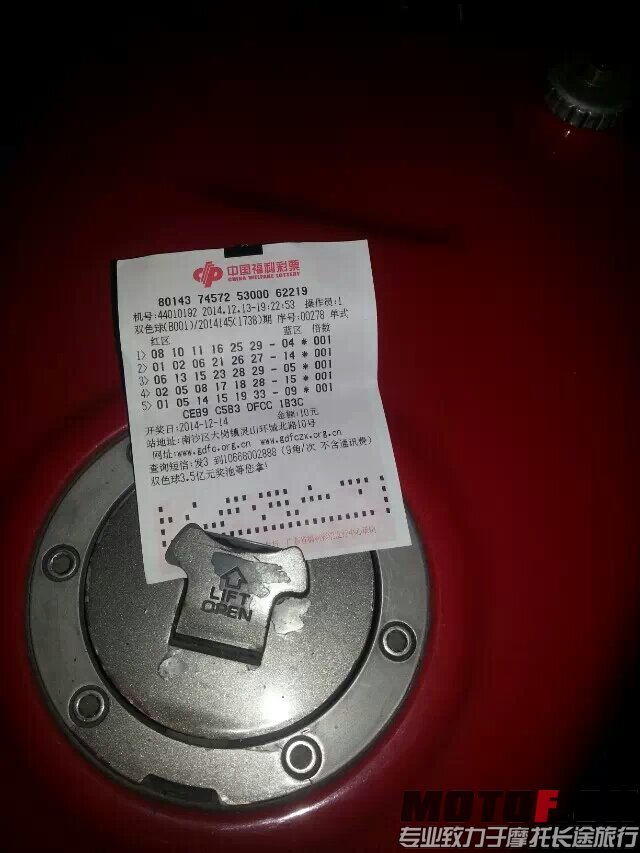 中国福利彩票
CHINA WELFARE LOTTERY
80143 74572 53000 62219
机号:44010192 2014.12.13-19:22:53 操作员:1
双色球(B001)/2014145(1738)期 序号:00278 单式
红区 蓝区 倍数
1> 08 10 11 16 25 29 - 04 * 001
2> 01 02 06 21 26 27 - 14 * 001
3> 06 13 15 23 28 29 - 05 * 001
4> 02 05 08 17 18 28 - 15 * 001
5> 01 05 14 15 19 33 - 09 * 001
CEB9 C5B3 DFCC 1B3C
开奖日:2014-12-14 金额:10元
站地址:南沙区大岗镇灵山环城北路10号
网址:www.gdfc.org.cn www.gdfczx.org.cn
查询短信:发3 到10666002888 (9角/次 不含通讯费)
双色球3.5亿元奖池等您拿!
LIFT
OPEN
MOTOF
专业致力于摩托长途旅行